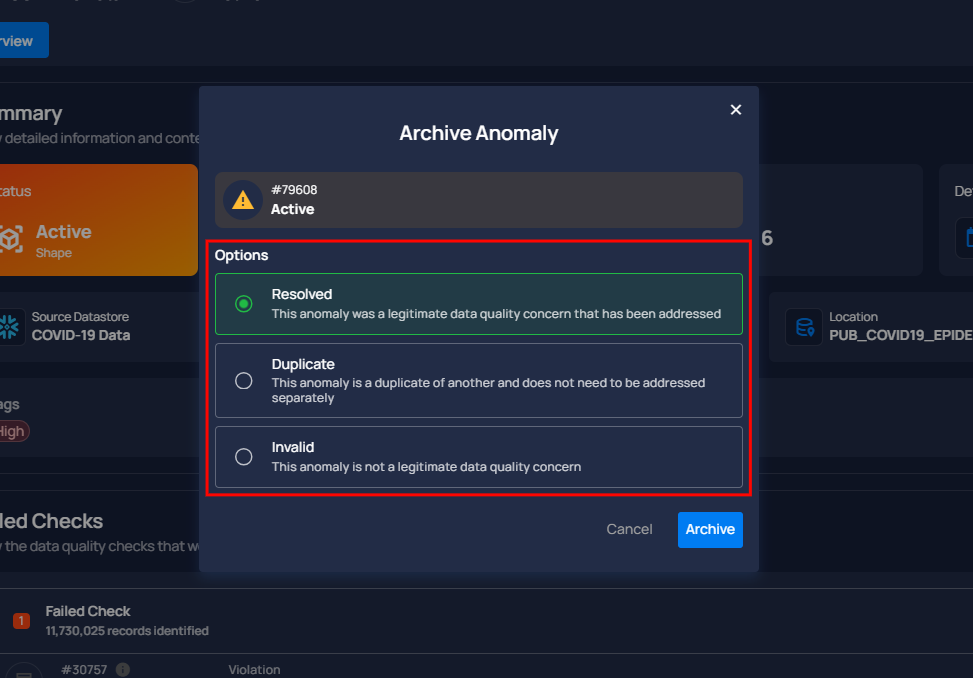 rview
mmary
detailed information and conte
Archive Anomaly
#79608
Active
tatus
Active
Shape
6
De
Options
Resolved
This anomaly was a legitimate data quality concern that has been addressed
Duplicate
This anomaly is a duplicate of another and does not need to be addressed
separately
Invalid
This anomaly is not a legitimate data quality concern
Source Datastore
COVID-19 Data
Location
PUB_COVID19_EPIDE
ags
High
Cancel
Archive
led Checks
the data quality checks that w
1
Failed Check
11,730,025 records identified
#30757
Violation